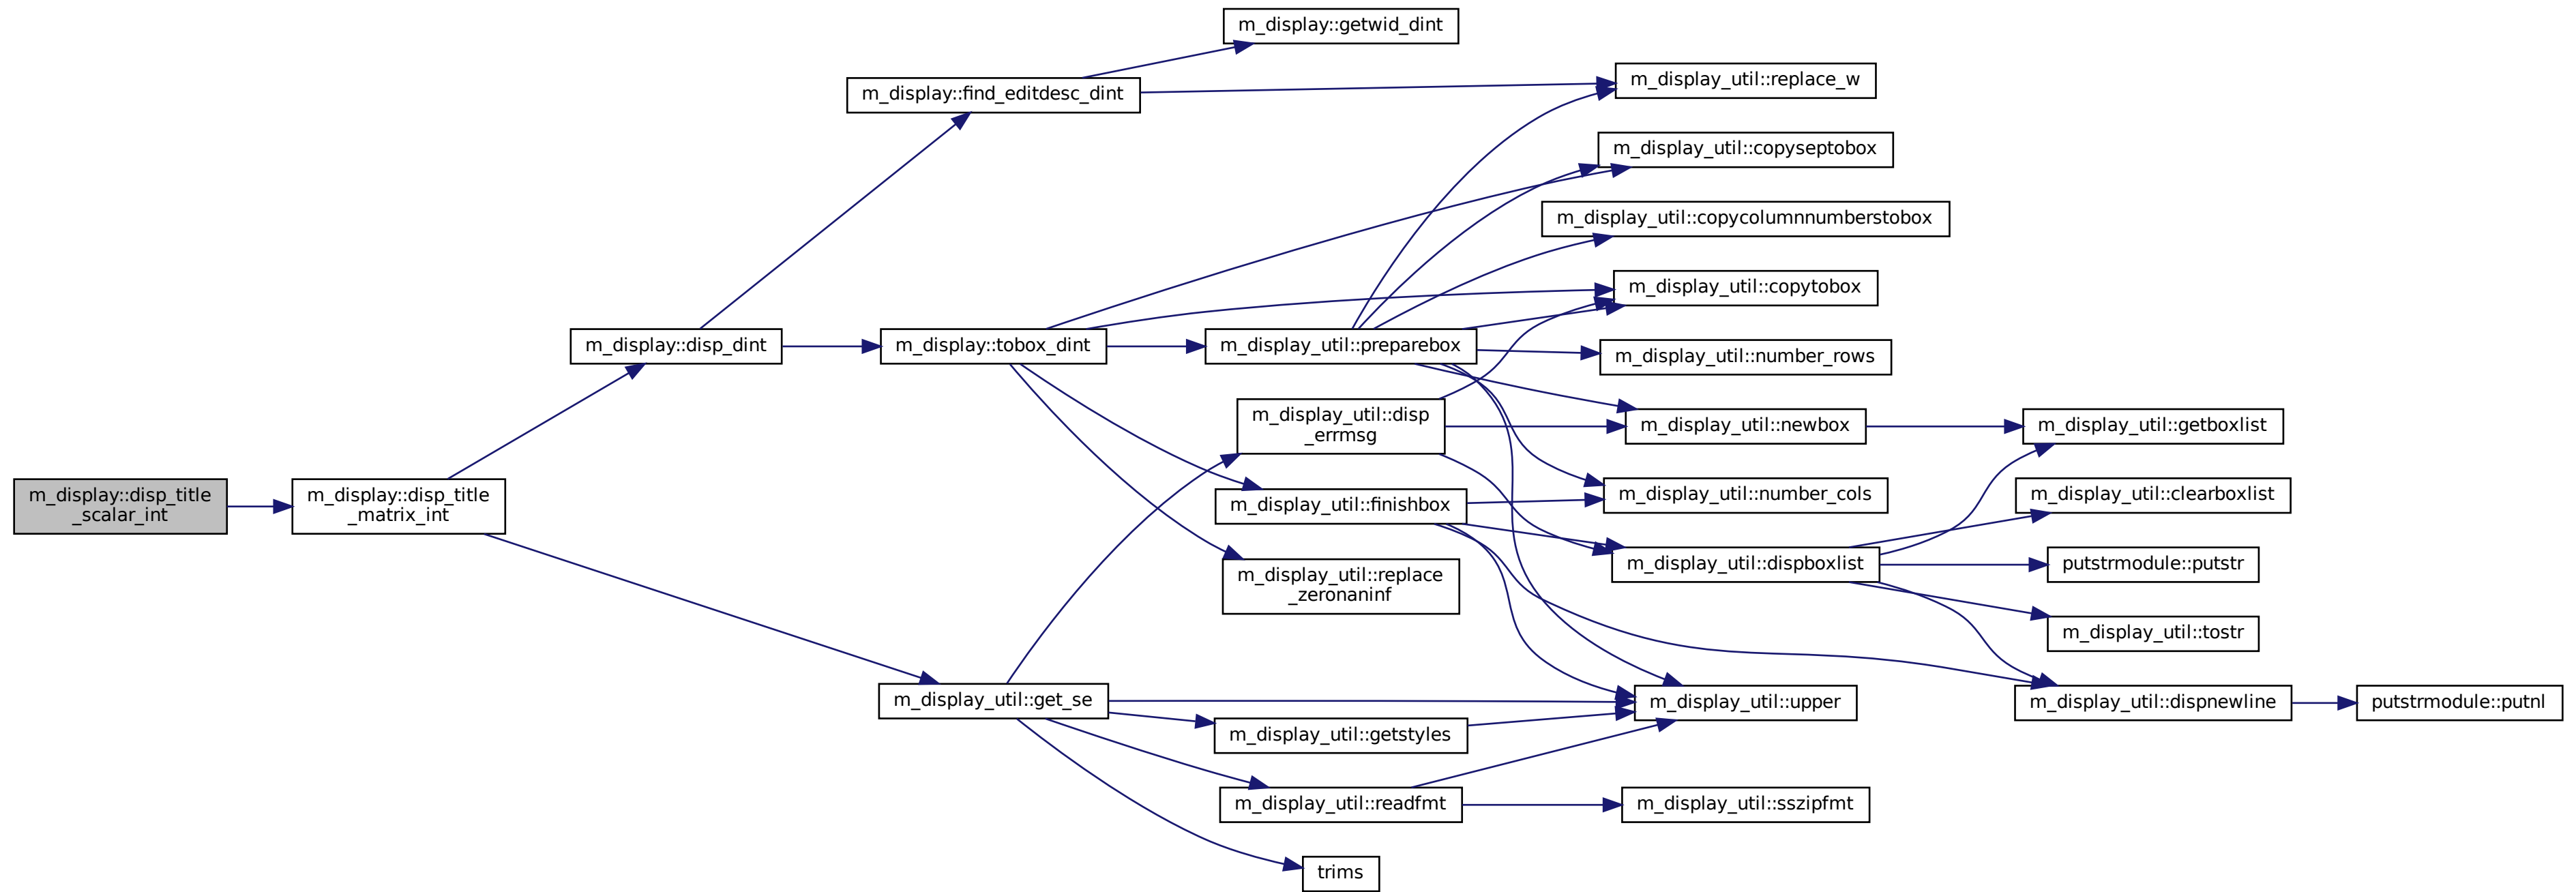 m_display::getwid_dint
m_display_util::replace_w
m_display::find_editdesc_dint
m_display_util::copyseptobox
m_display_util::copycolumnnumberstobox
m_display_util::copytobox
m_display::disp_dint
m_display::tobox_dint
m_display_util::preparebox
m_display_util::number_rows
m_display_util::disp
_errmsg
m_display_util::newbox
m_display_util::getboxlist
m_display::disp_title
_scalar_int
m_display::disp_title
_matrix_int
m_display_util::finishbox
m_display_util::number_cols
m_display_util::clearboxlist
m_display_util::replace
_zeronaninf
m_display_util::dispboxlist
putstrmodule::putstr
m_display_util::tostr
m_display_util::get_se
m_display_util::upper
m_display_util::dispnewline
putstrmodule::putnl
m_display_util::getstyles
m_display_util::readfmt
m_display_util::sszipfmt
trims